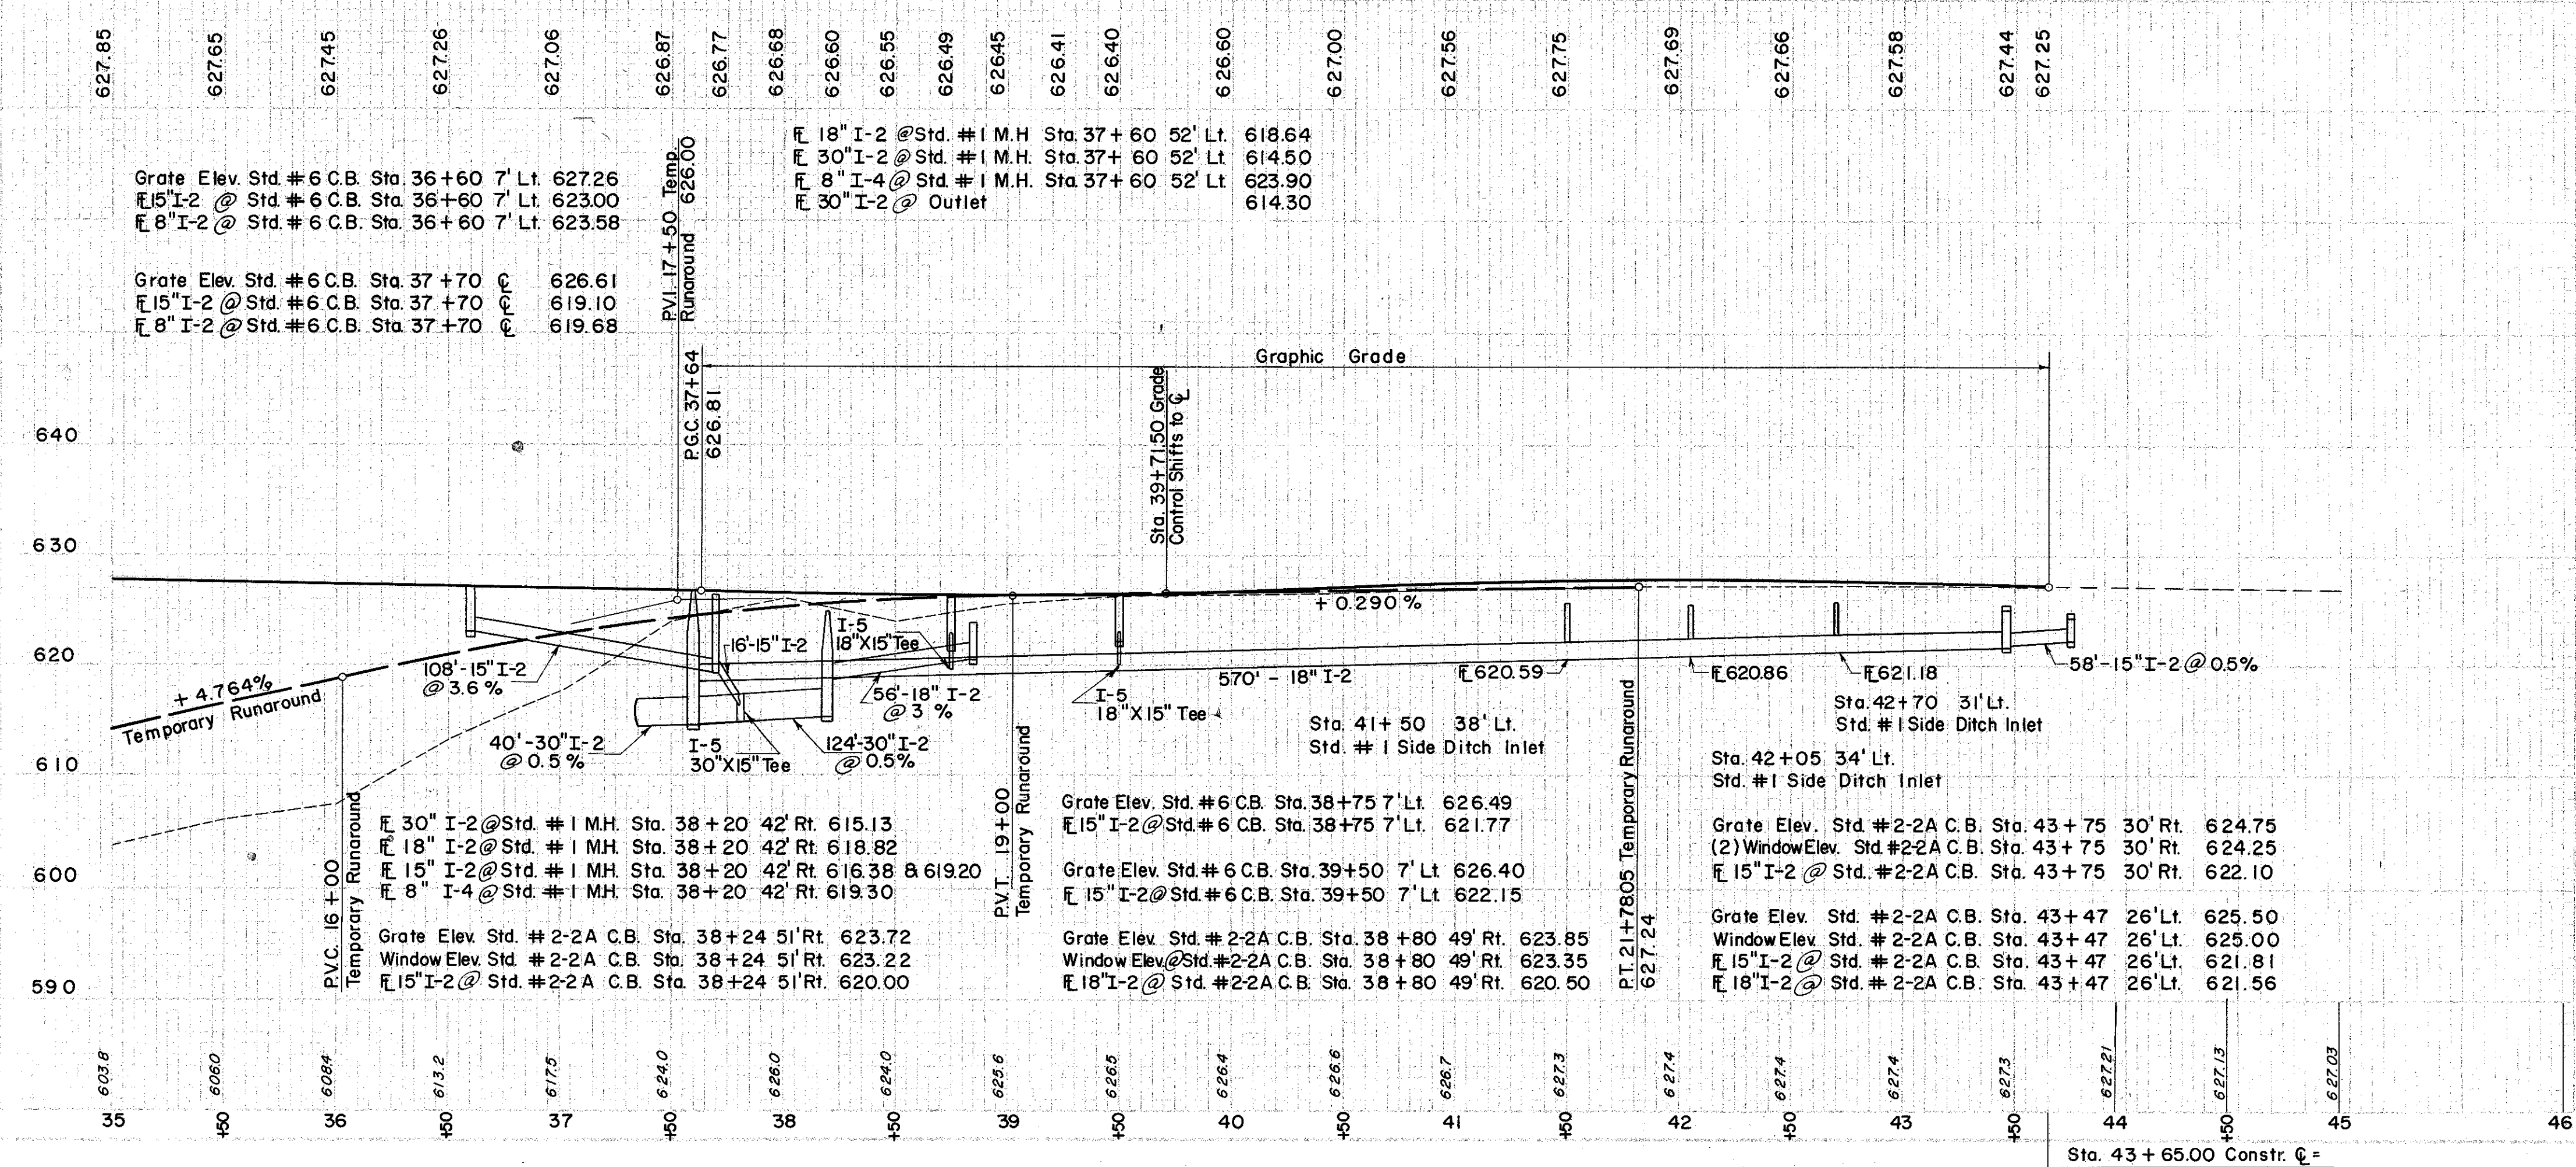 627.85
627.65
627.45
627.26
627.06
626.87
626.77
626.68
626.60
626.55
626.49
626.45
626.41
626.40
626.60
627.00
627.56
627.75
627.69
627.66
627.58
627.44
627.25
Grate Elev. Std. #6 C.B. Sta. 36+60 7' Lt. 627.26
FL 15" I-2 @ Std. #6 C.B. Sta. 36+60 7' Lt. 623.00
FL 8" I-2 @ Std. #6 C.B. Sta. 36+60 7' Lt. 623.58
Grate Elev. Std. #6 C.B. Sta. 37+70 ℄ 626.61
FL 15" I-2 @ Std. #6 C.B. Sta. 37+70 ℄ 619.10
FL 8" I-2 @ Std. #6 C.B. Sta. 37+70 ℄ 619.68
P.V.I. 17+50 Temp.
Runaround 626.00
FL 18" I-2 @ Std. #1 M.H Sta. 37+60 52' Lt. 618.64
FL 30" I-2 @ Std. #1 M.H. Sta. 37+60 52' Lt. 614.50
FL 8" I-4 @ Std. #1 M.H. Sta. 37+60 52' Lt 623.90
FL 30" I-2 @ Outlet 614.30
P.G.C. 37+64
626.81
Graphic Grade
Sta. 39+71.50 Grade
Control Shifts to ℄
640
630
620
610
600
590
+ 4.764%
Temporary Runaround
108'-15" I-2
@ 3.6 %
16'-15" I-2
I-5
18"X15" Tee
+ 0.290 %
40'-30" I-2
@ 0.5 %
I-5
30"X15" Tee
124'-30" I-2
@ 0.5%
56'-18" I-2
@ 3 %
I-5
18"X15" Tee
570' - 18" I-2
FL 620.59
FL 620.86
FL 621.18
58'-15" I-2 @ 0.5%
Sta. 41+50 38' Lt.
Std. #1 Side Ditch Inlet
Sta. 42+70 31' Lt.
Std. #1 Side Ditch Inlet
Sta. 42+05 34' Lt.
Std. #1 Side Ditch Inlet
P.V.C. 16+00
Temporary Runaround
FL 30" I-2 @ Std. #1 M.H. Sta. 38+20 42' Rt. 615.13
FL 18" I-2 @ Std. #1 M.H. Sta. 38+20 42' Rt. 618.82
FL 15" I-2 @ Std. #1 M.H. Sta. 38+20 42' Rt. 616.38 & 619.20
FL 8" I-4 @ Std. #1 M.H. Sta. 38+20 42' Rt. 619.30
Grate Elev. Std. #2-2A C.B. Sta. 38+24 51' Rt. 623.72
Window Elev. Std. #2-2A C.B. Sta. 38+24 51' Rt. 623.22
FL 15" I-2 @ Std. #2-2A C.B. Sta. 38+24 51' Rt. 620.00
P.V.T. 19+00
Temporary Runaround
Grate Elev. Std. #6 C.B. Sta. 38+75 7' Lt. 626.49
FL 15" I-2 @ Std. #6 C.B. Sta. 38+75 7' Lt. 621.77
Grate Elev. Std. #6 C.B. Sta. 39+50 7' Lt 626.40
FL 15" I-2 @ Std. #6 C.B. Sta. 39+50 7' Lt 622.15
Grate Elev. Std. #2-2A C.B. Sta. 38+80 49' Rt. 623.85
Window Elev. @ Std. #2-2A C.B. Sta. 38+80 49' Rt. 623.35
FL 18" I-2 @ Std. #2-2A C.B. Sta. 38+80 49' Rt. 620.50
P.T. 21+78.05 Temporary Runaround
627.24
Grate Elev. Std. #2-2A C.B. Sta. 43+75 30' Rt. 624.75
(2) Window Elev. Std. #2-2A C.B. Sta. 43+75 30' Rt. 624.25
FL 15" I-2 @ Std. #2-2A C.B. Sta. 43+75 30' Rt. 622.10
Grate Elev. Std. #2-2A C.B. Sta. 43+47 26' Lt. 625.50
Window Elev. Std. #2-2A C.B. Sta. 43+47 26' Lt. 625.00
FL 15" I-2 @ Std. #2-2A C.B. Sta. 43+47 26' Lt. 621.81
FL 18" I-2 @ Std. #2-2A C.B. Sta. 43+47 26' Lt. 621.56
603.8
606.0
608.4
613.2
617.5
624.0
626.0
624.0
625.6
626.5
626.4
626.6
626.7
627.3
627.4
627.4
627.4
627.3
627.21
627.13
627.03
35 +50 36 +50 37 +50 38 +50 39 +50 40 +50 41 +50 42 +50 43 +50 44 +50 45 46
Sta. 43+65.00 Constr. ℄ =